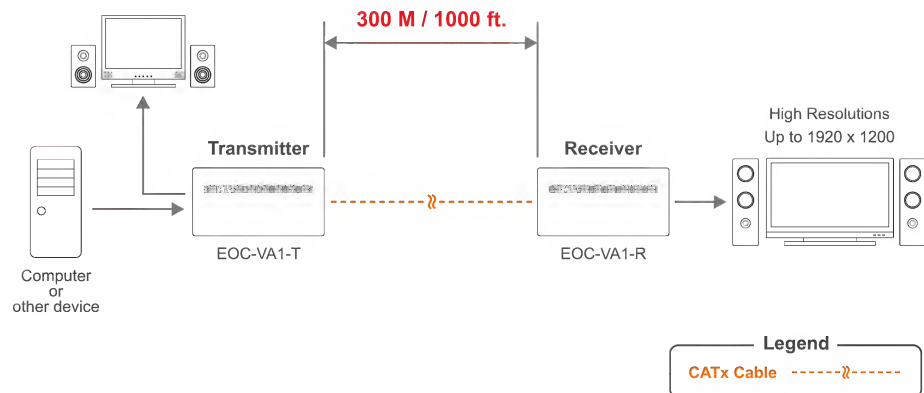 300 M / 1000 ft.
High Resolutions
Up to 1920 x 1200
Transmitter
Receiver
EOC-VA1-T
EOC-VA1-R
Computer
or
other device
Legend
CATx Cable